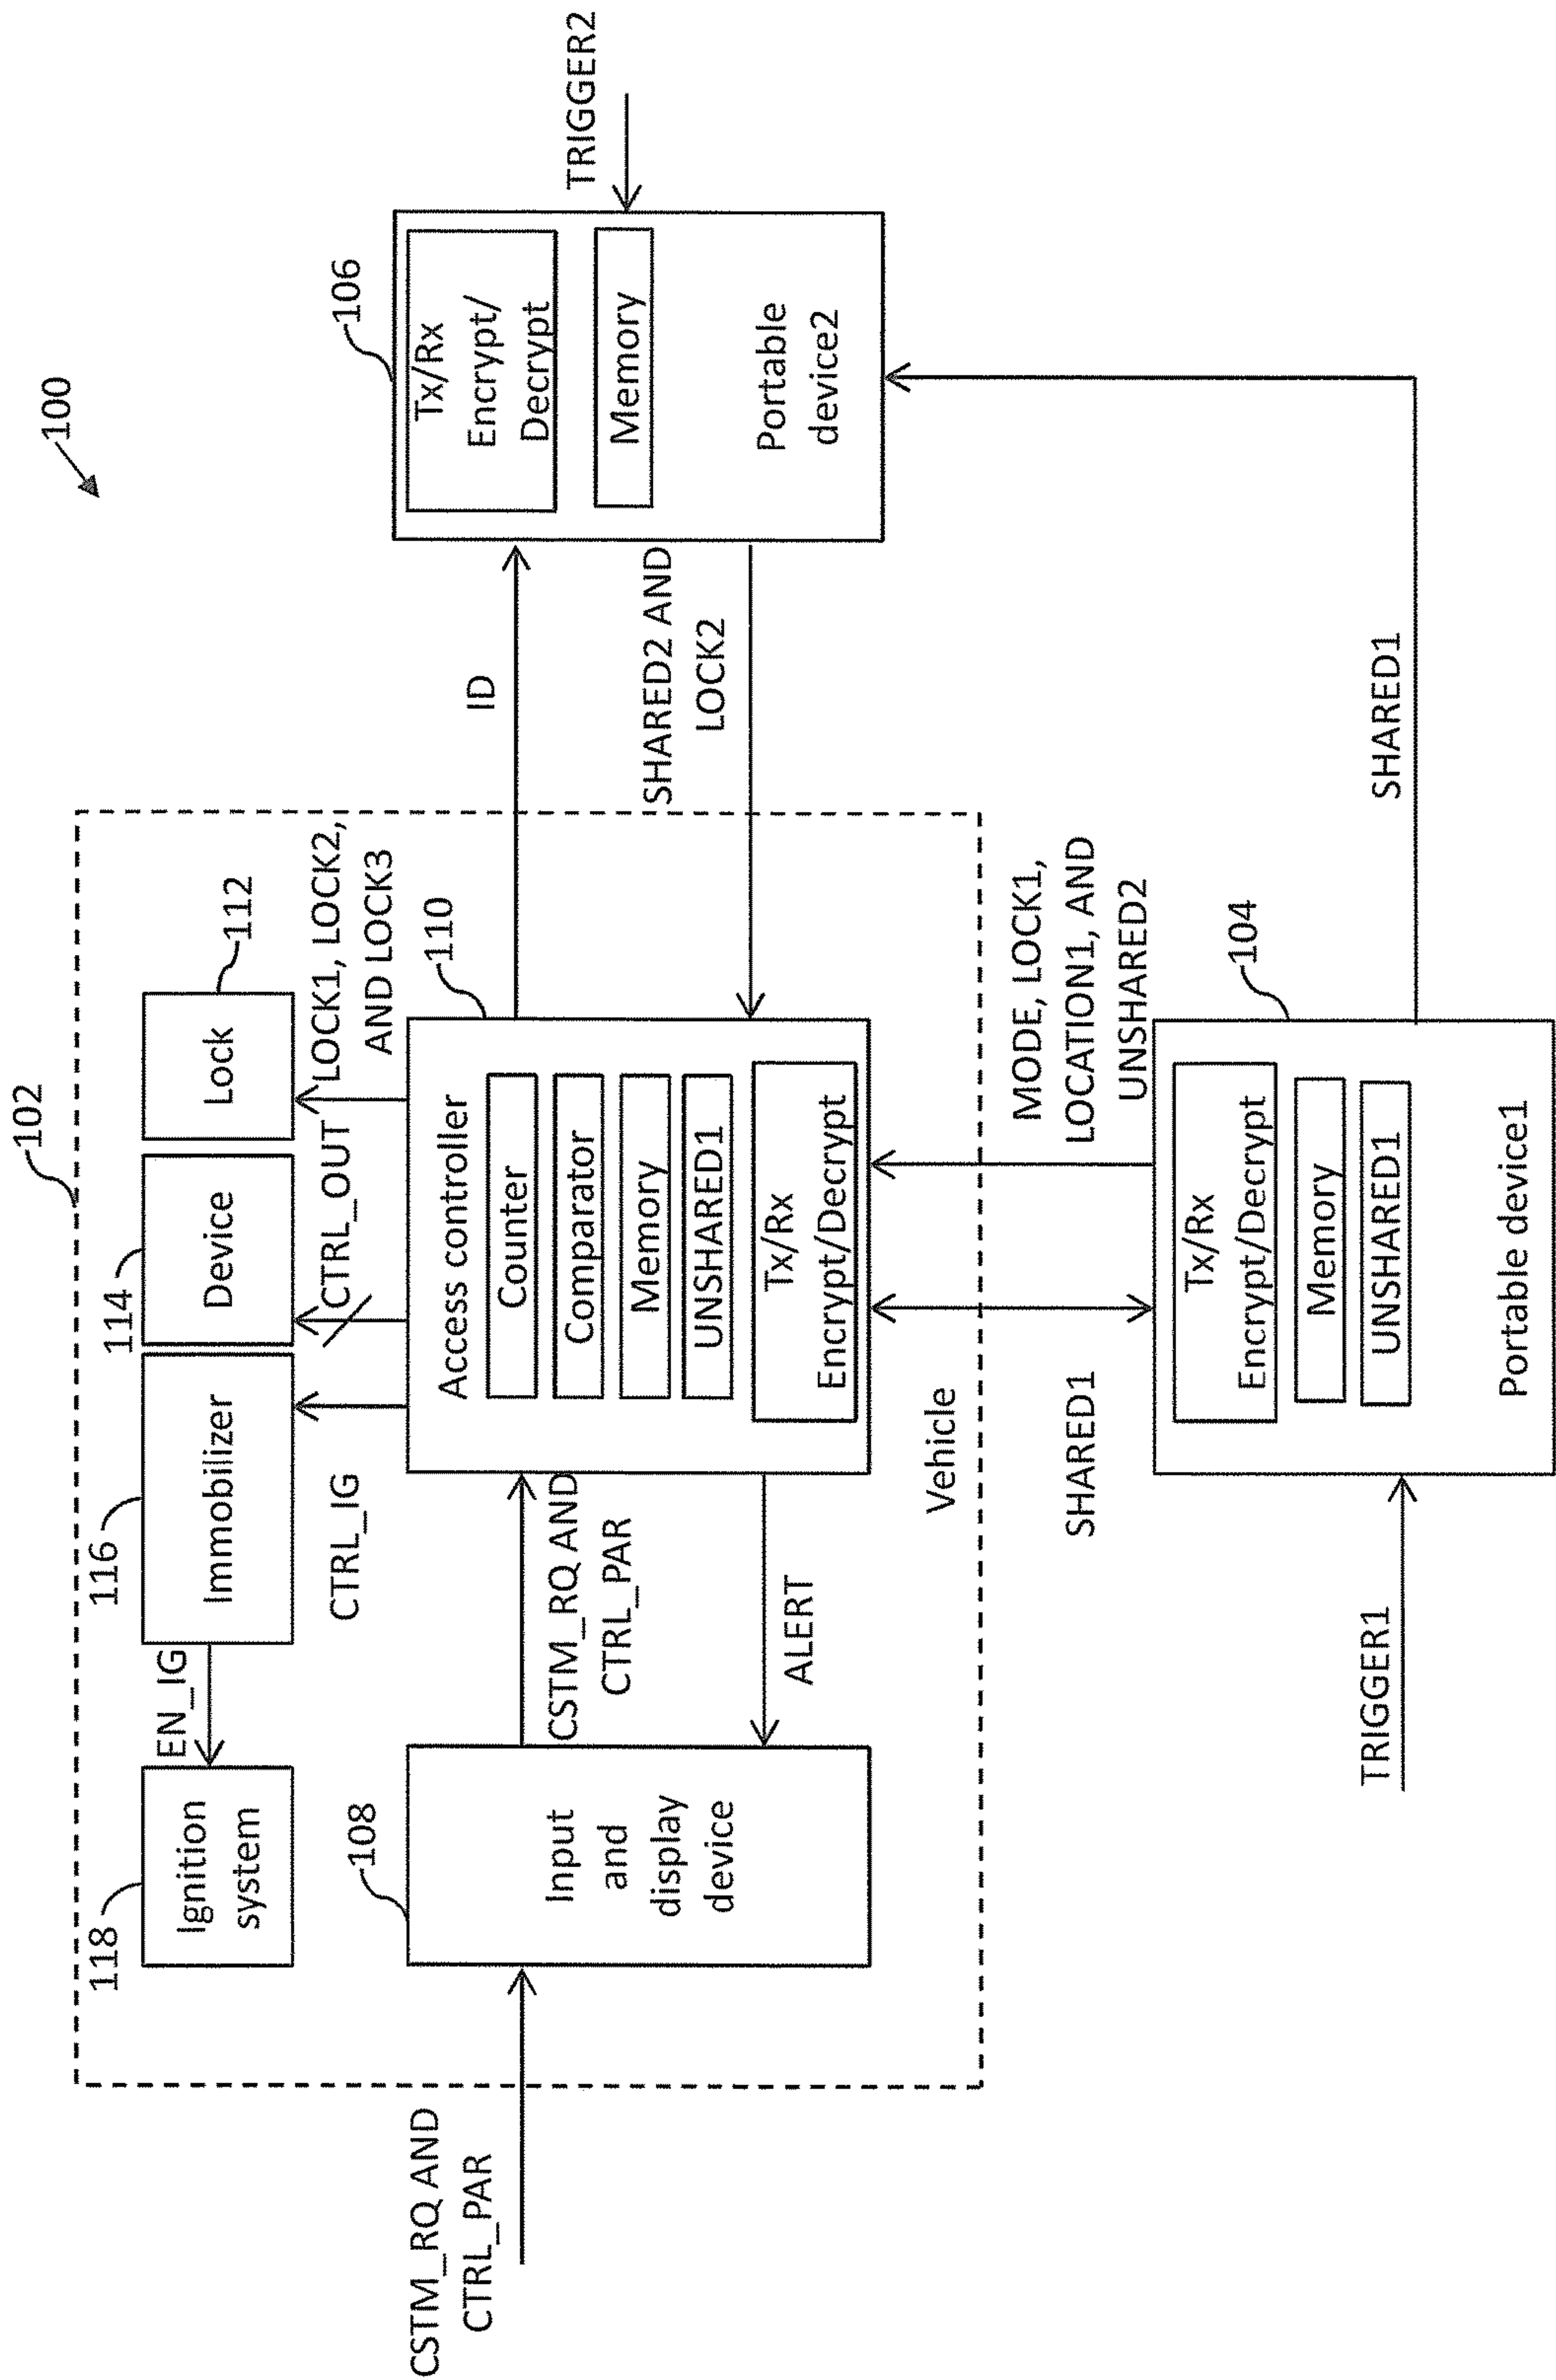 100
102
118
Ignition
system
EN_IG
116
Immobilizer
114
Device
112
Lock
CTRL_IG
CTRL_OUT
LOCK1, LOCK2,
AND LOCK3
108
Input
and
display
device
CSTM_RQ AND
CTRL_PAR
CSTM_RQ AND
CTRL_PAR
ALERT
110
Access controller
Counter
Comparator
Memory
UNSHARED1
Tx/Rx
Encrypt/Decrypt
Vehicle
ID
SHARED2 AND
LOCK2
106
Tx/Rx
Encrypt/
Decrypt
Memory
Portable
device2
TRIGGER2
SHARED1
MODE, LOCK1,
LOCATION1, AND
UNSHARED2
104
Tx/Rx
Encrypt/Decrypt
Memory
UNSHARED1
Portable device1
TRIGGER1
SHARED1